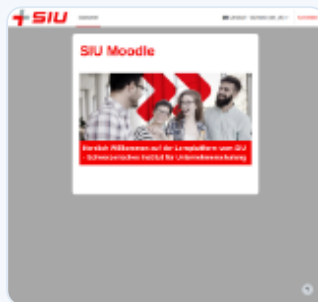 SIU
SIU Moodle
Herzlich Willkommen auf der Lernplattform vom SIU
- Schweizerisches Institut für Unternehmerschulung